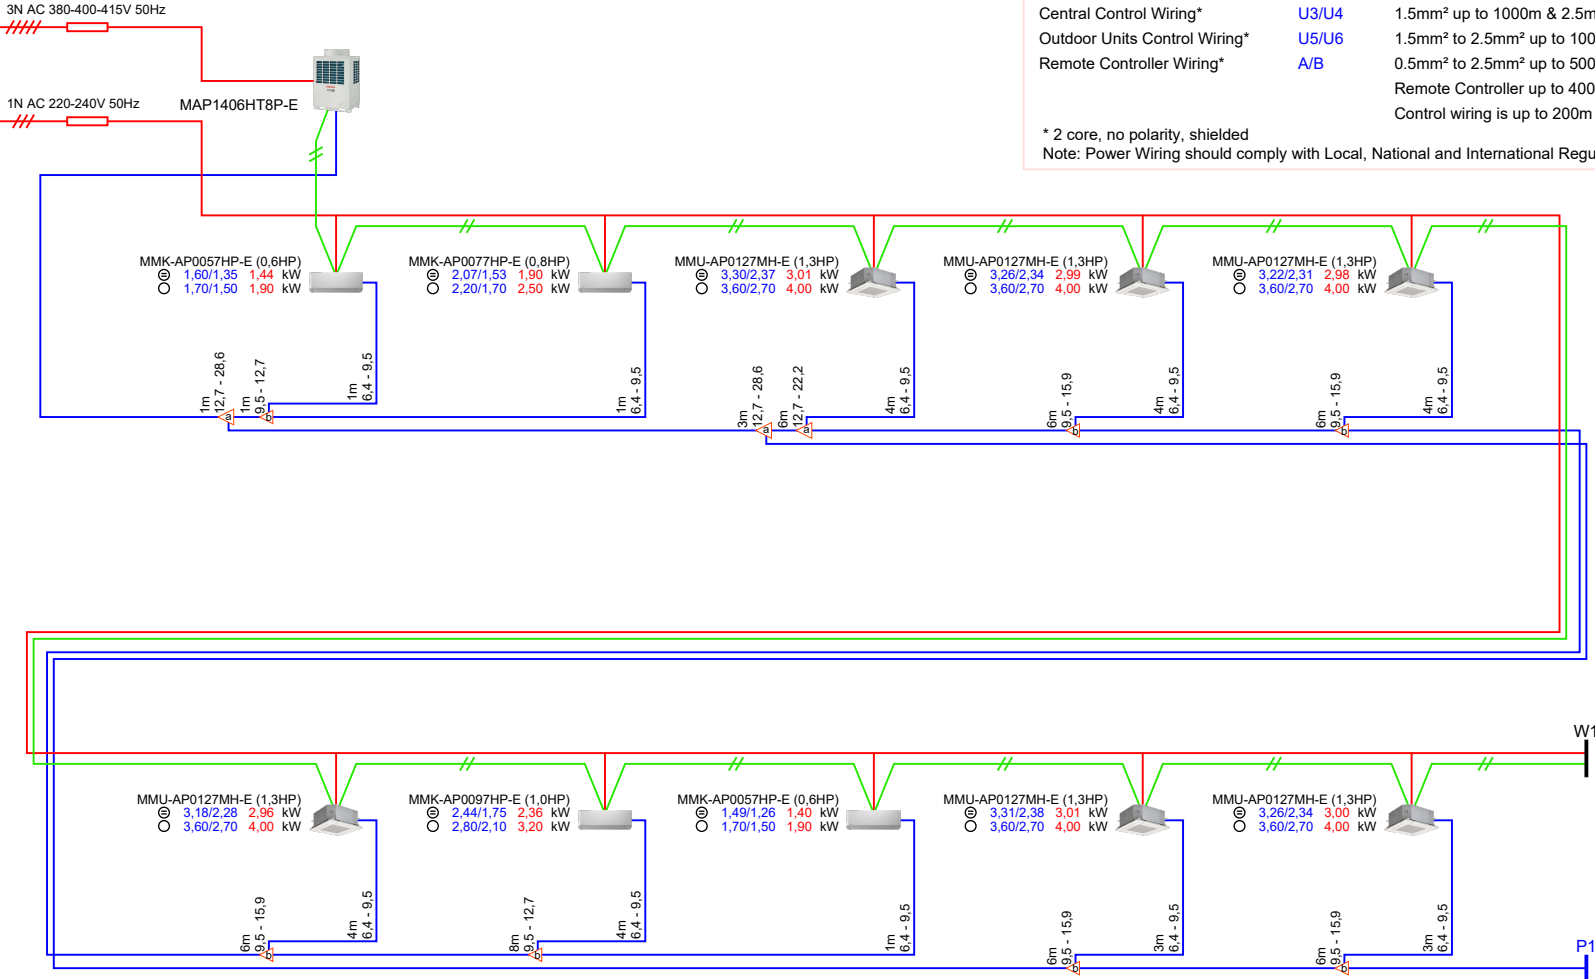 3N AC 380-400-415V 50Hz
MAP1406HT8P-E
1N AC 220-240V 50Hz
Central Control Wiring* U3/U4 1.5mm² up to 1000m & 2.5m
Outdoor Units Control Wiring* U5/U6 1.5mm² to 2.5mm² up to 100
Remote Controller Wiring* A/B 0.5mm² to 2.5mm² up to 500
Remote Controller up to 400
Control wiring is up to 200m
* 2 core, no polarity, shielded
Note: Power Wiring should comply with Local, National and International Regu
MMK-AP0057HP-E (0,6HP)
1,60/1,35 1,44 kW
1,70/1,50 1,90 kW
MMK-AP0077HP-E (0,8HP)
2,07/1,53 1,90 kW
2,20/1,70 2,50 kW
MMU-AP0127MH-E (1,3HP)
3,30/2,37 3,01 kW
3,60/2,70 4,00 kW
MMU-AP0127MH-E (1,3HP)
3,26/2,34 2,99 kW
3,60/2,70 4,00 kW
MMU-AP0127MH-E (1,3HP)
3,22/2,31 2,98 kW
3,60/2,70 4,00 kW
1m
12,7 - 28,6
a
1m
9,5 - 12,7
b
1m
6,4 - 9,5
1m
6,4 - 9,5
3m
12,7 - 28,6
a
6m
12,7 - 22,2
a
4m
6,4 - 9,5
6m
9,5 - 15,9
b
4m
6,4 - 9,5
6m
9,5 - 15,9
b
4m
6,4 - 9,5
W1
MMU-AP0127MH-E (1,3HP)
3,18/2,28 2,96 kW
3,60/2,70 4,00 kW
MMK-AP0097HP-E (1,0HP)
2,44/1,75 2,36 kW
2,80/2,10 3,20 kW
MMK-AP0057HP-E (0,6HP)
1,49/1,26 1,40 kW
1,70/1,50 1,90 kW
MMU-AP0127MH-E (1,3HP)
3,31/2,38 3,01 kW
3,60/2,70 4,00 kW
MMU-AP0127MH-E (1,3HP)
3,26/2,34 3,00 kW
3,60/2,70 4,00 kW
6m
9,5 - 15,9
b
4m
6,4 - 9,5
8m
9,5 - 12,7
b
4m
6,4 - 9,5
1m
6,4 - 9,5
6m
9,5 - 15,9
b
3m
6,4 - 9,5
6m
9,5 - 15,9
b
3m
6,4 - 9,5
P1